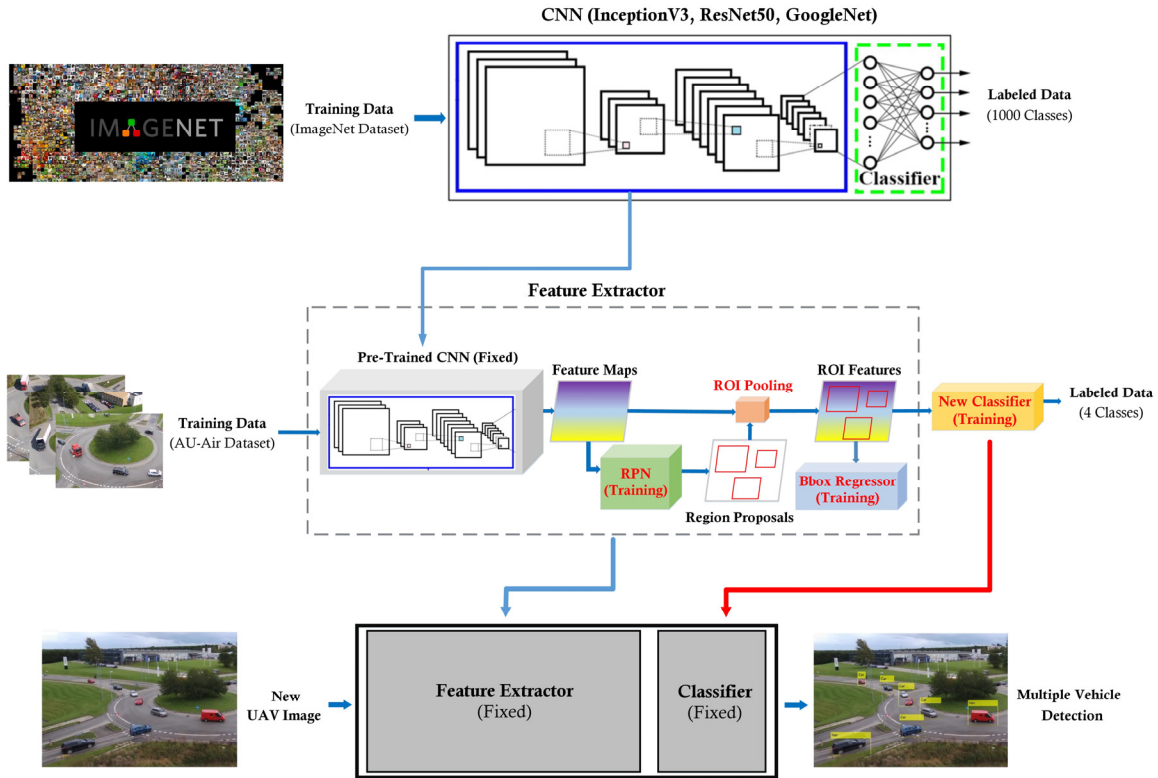 CNN (InceptionV3, ResNet50, GoogleNet)
IMAGENET
Training Data
(ImageNet Dataset)
Classifier
Labeled Data
(1000 Classes)
Feature Extractor
Pre-Trained CNN (Fixed)
Feature Maps
ROI Pooling
ROI Features
Training Data
(AU-Air Dataset)
RPN
(Training)
Region Proposals
Bbox Regressor
(Training)
New Classifier
(Training)
Labeled Data
(4 Classes)
New
UAV Image
Feature Extractor
(Fixed)
Classifier
(Fixed)
Multiple Vehicle
Detection